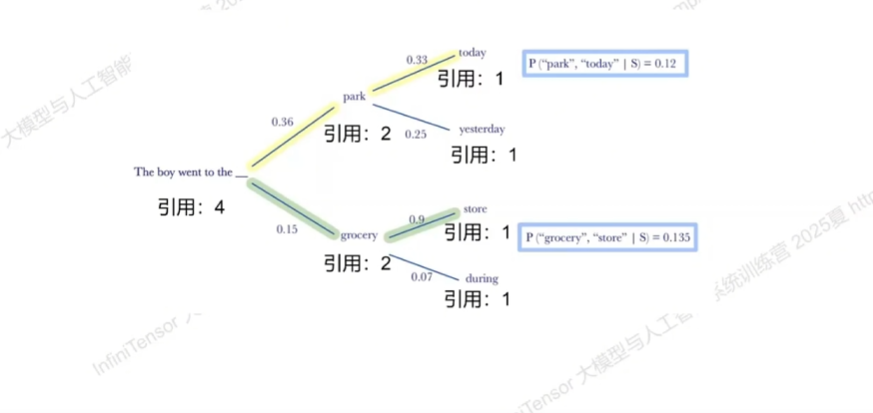 0.33
today
P (“park”, “today” | S) = 0.12
引用：1
park
0.36
引用：2
0.25
yesterday
引用：1
The boy went to the __
引用：4
0.15
grocery
0.9
store
引用：1
P (“grocery”, “store” | S) = 0.135
引用：2
0.07
during
引用：1
大模型与人工智能
系统训练营 2025夏 htt
InfiniTensor
iTensor 大模型与人工智